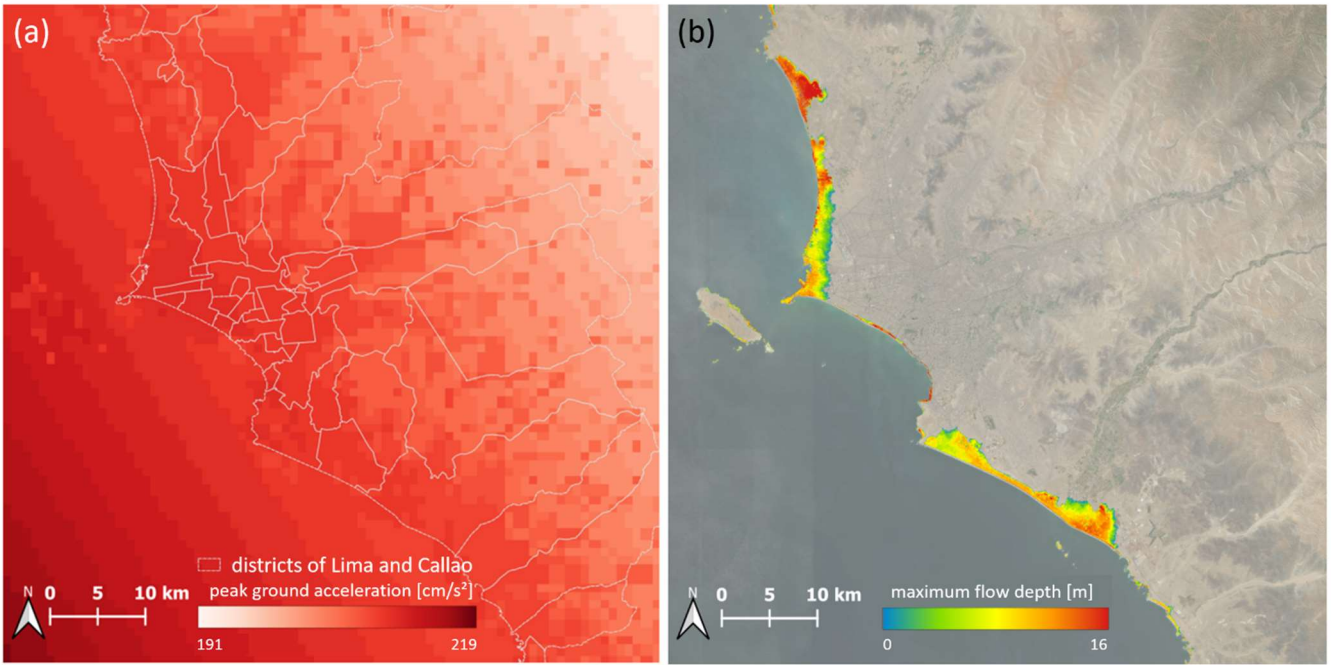 (a)
districts of Lima and Callao
peak ground acceleration [cm/s²]
N
0 5 10 km
191 219
(b)
maximum flow depth [m]
N
0 5 10 km
0 16